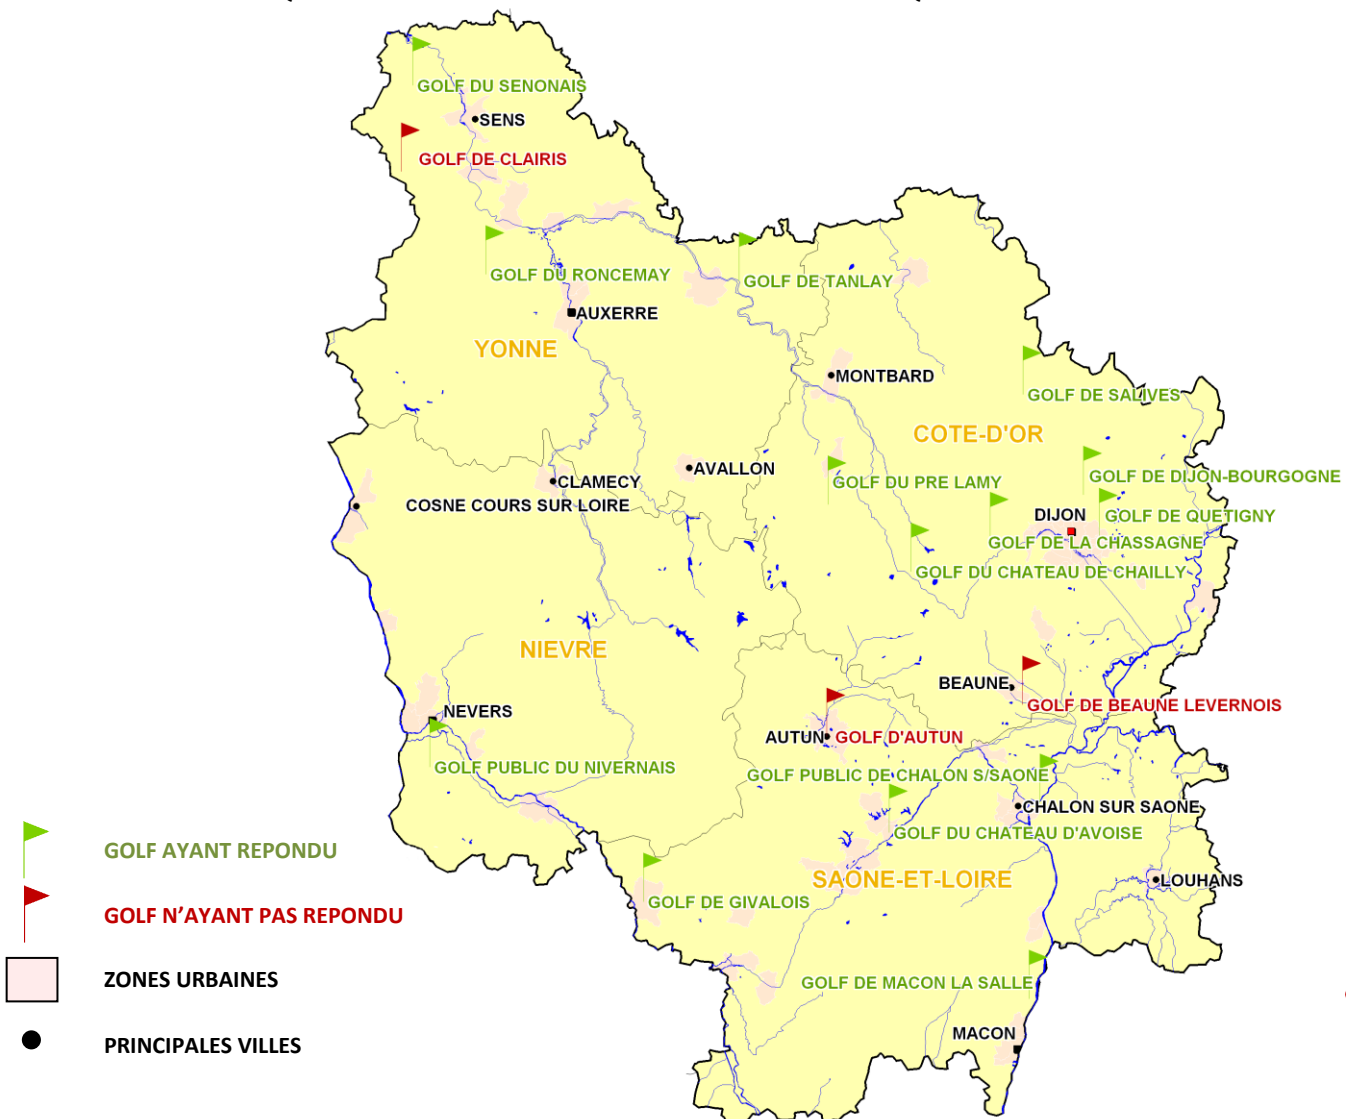 GOLF DU SENONAIS
SENS
GOLF DE CLAIRIS
GOLF DU RONCEMAY
GOLF DE TANLAY
AUXERRE
YONNE
MONTBARD
GOLF DE SALIVES
COTE-D'OR
AVALLON
CLAMECY
GOLF DU PRE LAMY
GOLF DE DIJON-BOURGOGNE
COSNE COURS SUR LOIRE
DIJON
GOLF DE QUETIGNY
GOLF DE LA CHASSAGNE
GOLF DU CHATEAU DE CHAILLY
NIEVRE
BEAUNE
GOLF DE BEAUNE LEVERNOIS
NEVERS
AUTUN
GOLF D'AUTUN
GOLF PUBLIC DU NIVERNAIS
GOLF PUBLIC DE CHALON S/SAONE
CHALON SUR SAONE
GOLF DU CHATEAU D'AVOISE
SAONE-ET-LOIRE
LOUHANS
GOLF DE GIVALOIS
GOLF DE MACON LA SALLE
MACON
GOLF AYANT REPONDU
GOLF N'AYANT PAS REPONDU
ZONES URBAINES
PRINCIPALES VILLES